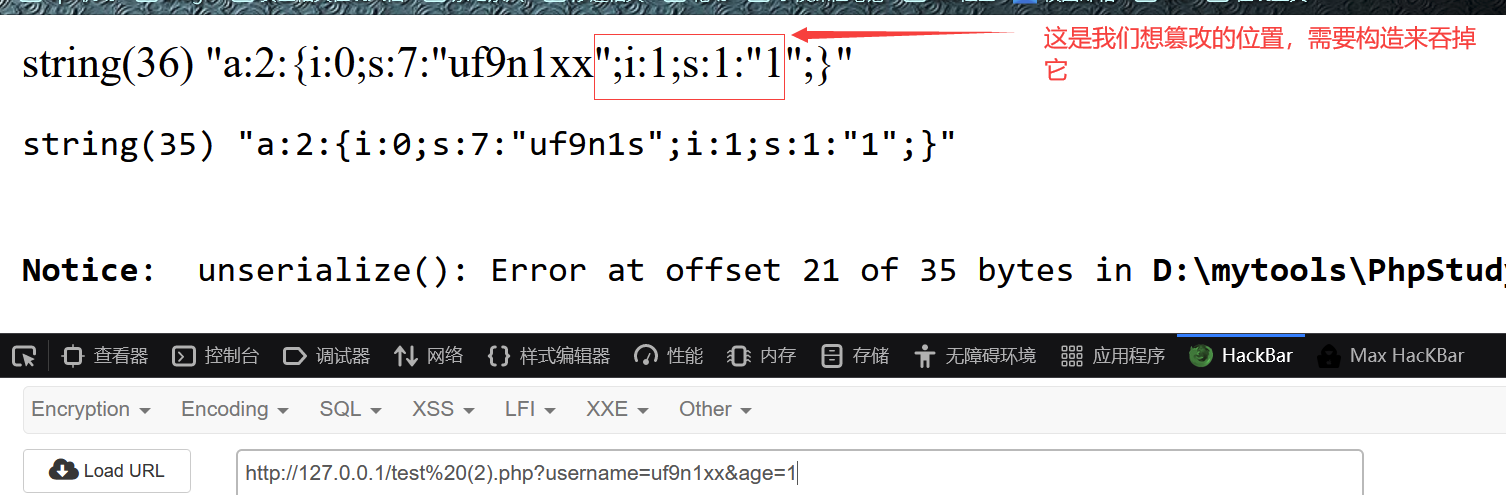 string(36) "a:2:{i:0;s:7:"uf9n1xx";i:1;s:1:"1";}"
这是我们想篡改的位置，需要构造来吞掉
它
string(35) "a:2:{i:0;s:7:"uf9n1s";i:1;s:1:"1";}"
Notice: unserialize(): Error at offset 21 of 35 bytes in D:\mytools\PhpStudy
查看器 控制台 调试器 网络 样式编辑器 性能 内存 存储 无障碍环境 应用程序 HackBar Max HacKBar
Encryption Encoding SQL XSS LFI XXE Other
Load URL http://127.0.0.1/test%20(2).php?username=uf9n1xx&age=1